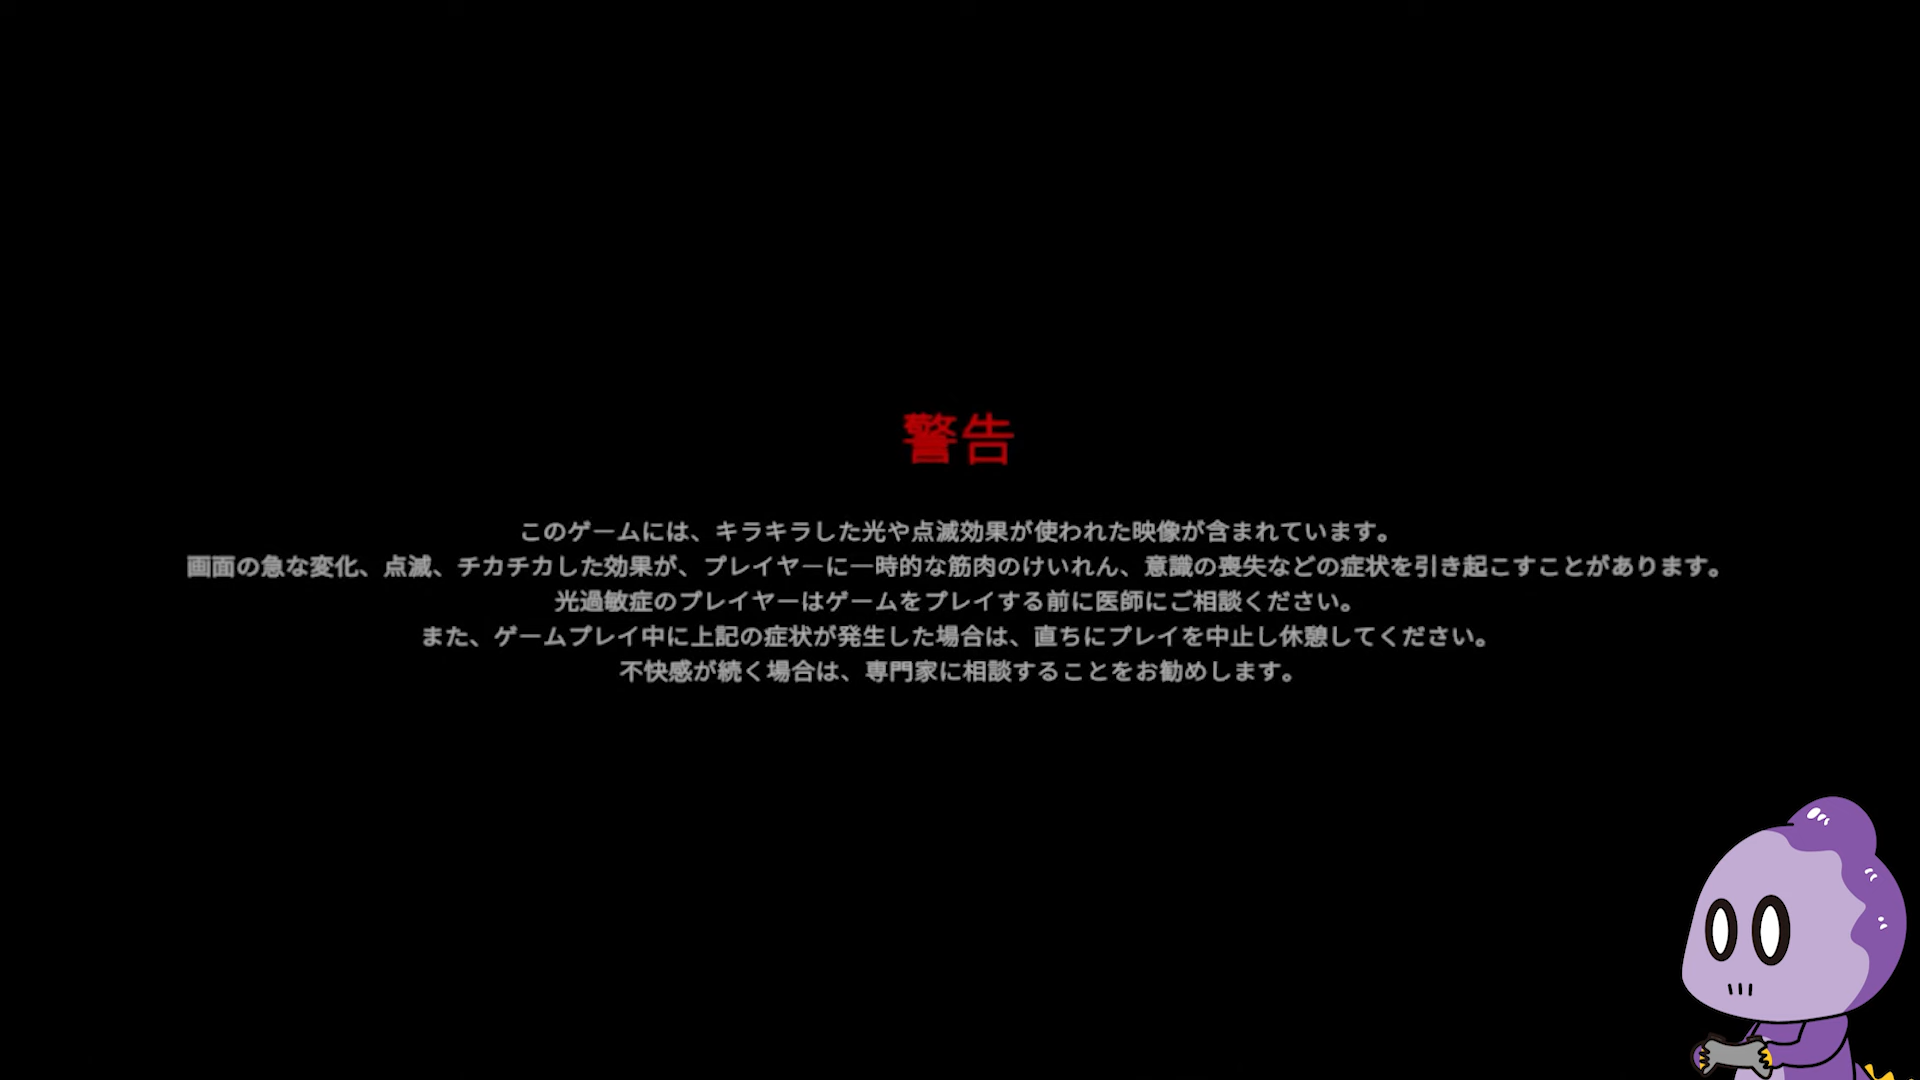 警告
このゲームには、キラキラした光や点滅効果が使われた映像が含まれています。
画面の急な変化、点滅、チカチカした効果が、プレイヤーに一時的な筋肉のけいれん、意識の喪失などの症状を引き起こすことがあります。
光過敏症のプレイヤーはゲームをプレイする前に医師にご相談ください。
また、ゲームプレイ中に上記の症状が発生した場合は、直ちにプレイを中止し休憩してください。
不快感が続く場合は、専門家に相談することをお勧めします。